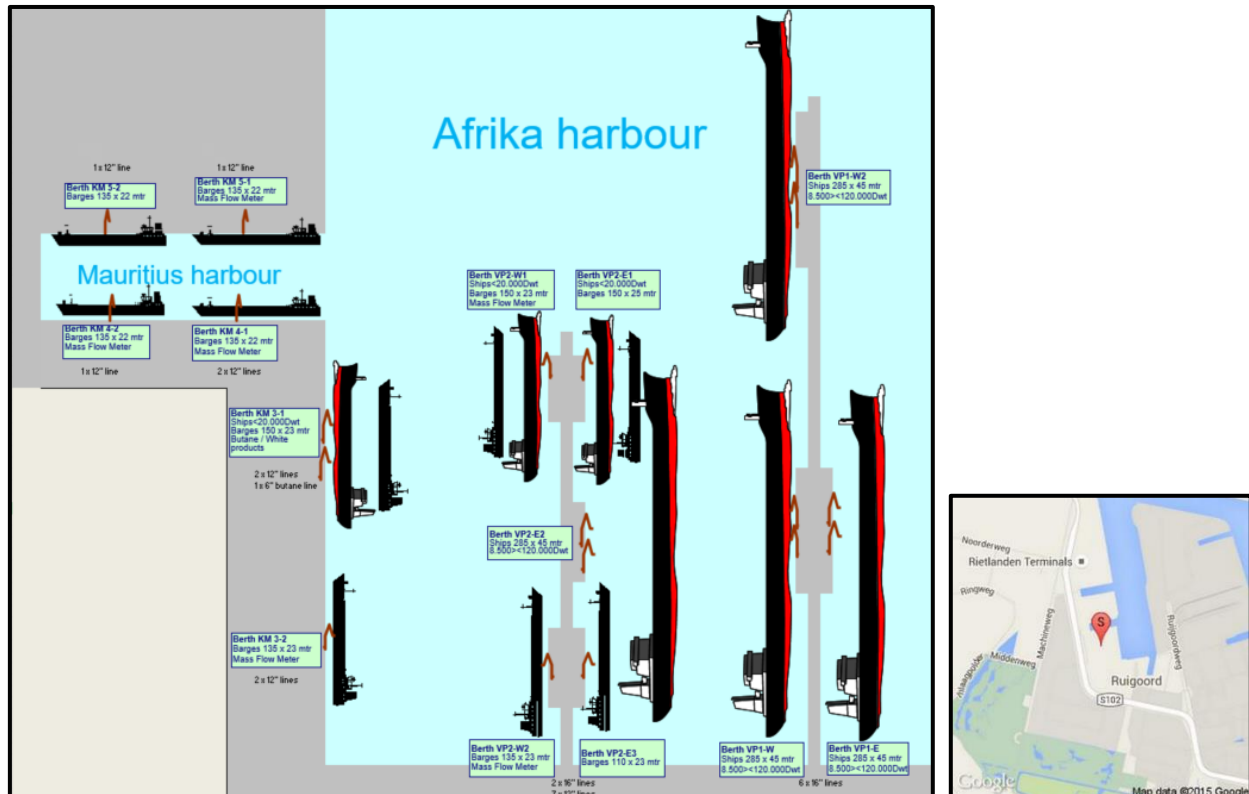 Afrika harbour
1 x 12" line
1 x 12" line
Berth KM 5-2
Barges 135 x 22 mtr
Berth KM 5-1
Barges 135 x 22 mtr
Mass Flow Meter
Berth VP1-W2
Ships 285 x 45 mtr
8.500><120.000Dwt
Mauritius harbour
Berth VP2-W1
Ships<20.000Dwt
Barges 150 x 23 mtr
Mass Flow Meter
Berth VP2-E1
Ships<20.000Dwt
Barges 150 x 25 mtr
Berth KM 4-2
Barges 135 x 22 mtr
Mass Flow Meter
Berth KM 4-1
Barges 135 x 22 mtr
Mass Flow Meter
1 x 12" line
2 x 12" lines
Berth KM 3-1
Ships<20.000Dwt
Barges 150 x 23 mtr
Butane / White
products
2 x 12" lines
1 x 6" butane line
Berth VP2-E2
Ships 285 x 45 mtr
8.500><120.000Dwt
Berth KM 3-2
Barges 135 x 23 mtr
Mass Flow Meter
2 x 12" lines
Berth VP2-W2
Barges 135 x 23 mtr
Mass Flow Meter
Berth VP2-E3
Barges 110 x 23 mtr
Berth VP1-W
Ships 285 x 45 mtr
8.500><120.000Dwt
Berth VP1-E
Ships 285 x 45 mtr
8.500><120.000Dwt
2 x 16" lines
6 x 16" lines
Noorderweg
Rietlanden Terminals
Ringweg
Machineweg
S
Ruijgoordweg
Middenweg
Ruigoord
S102
Google
Map data ©2015 Google